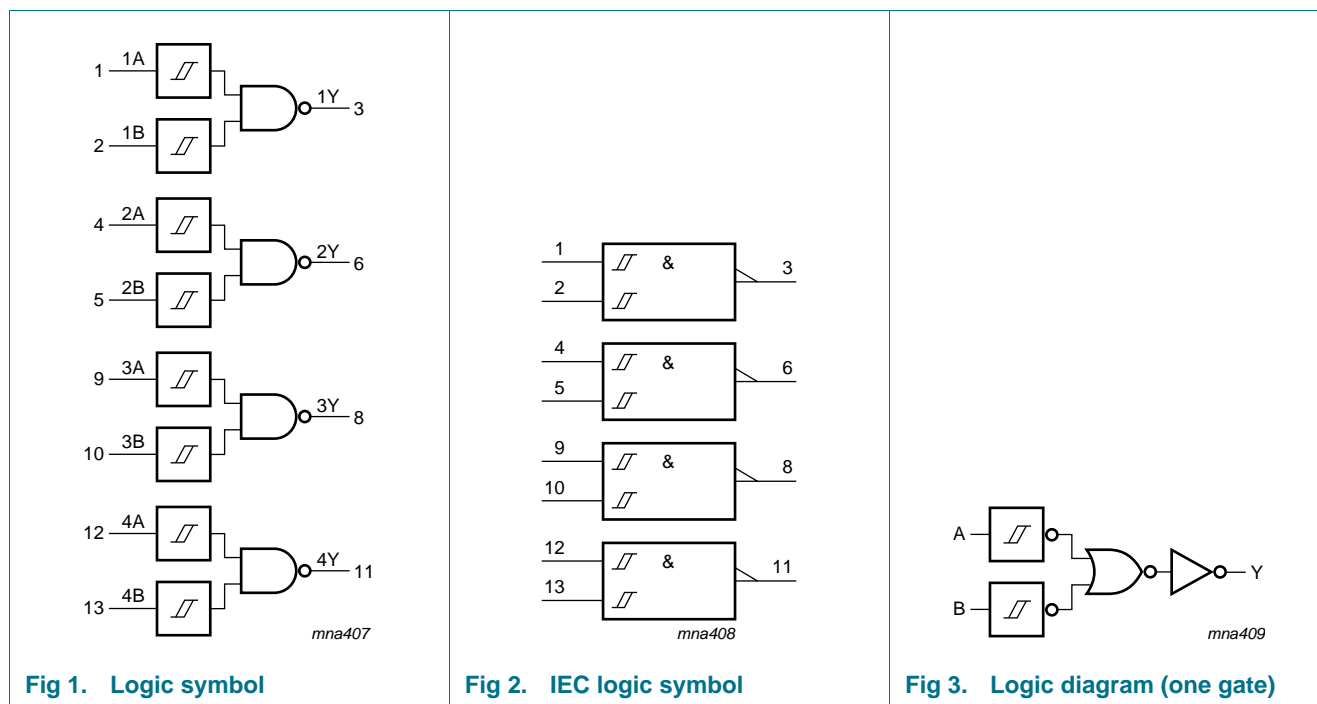 1 1A
1Y 3
2 1B
4 2A
2Y 6
5 2B
9 3A
3Y 8
10 3B
12 4A
4Y 11
13 4B
mna407
Fig 1. Logic symbol
1 &
3
2
4 &
6
5
9 &
8
10
12 &
11
13
mna408
Fig 2. IEC logic symbol
A
Y
B
mna409
Fig 3. Logic diagram (one gate)